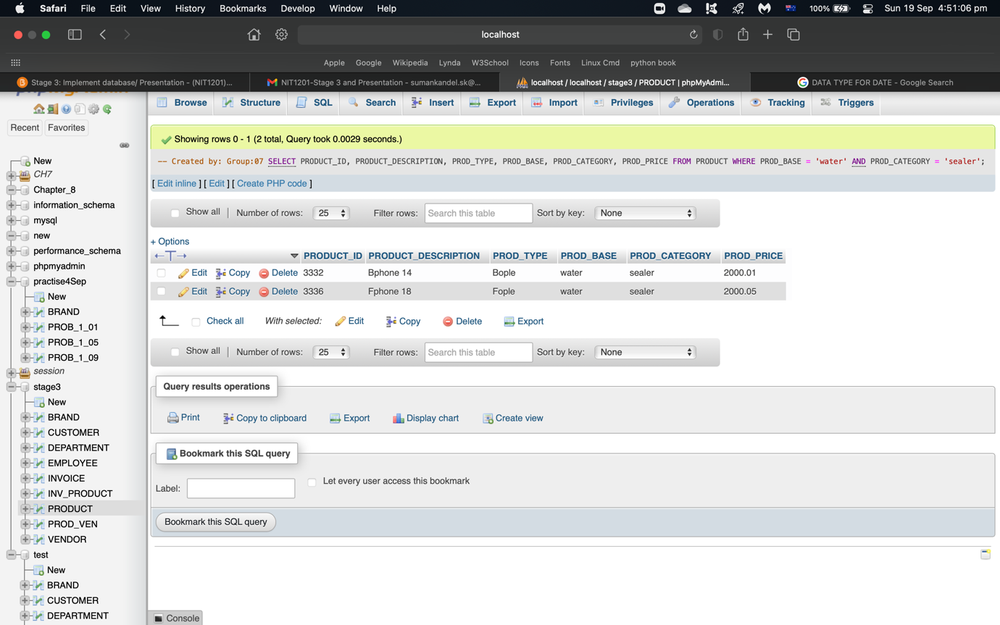 Safari File Edit View History Bookmarks Develop Window Help 100% Sun 19 Sep 4:51:06 pm
localhost
Apple Google Wikipedia Lynda W3School Icons Fonts Linux Cmd python book
Stage 3: Implement database/ Presentation - (NIT1201)... NIT1201-Stage 3 and Presentation - sumankandel.sk@... localhost / localhost / stage3 / PRODUCT | phpMyAdmi... DATA TYPE FOR DATE - Google Search
Browse Structure SQL Search Insert Export Import Privileges Operations Tracking Triggers
Recent Favorites
New
CH7
Chapter_8
information_schema
mysql
new
performance_schema
phpmyadmin
practise4Sep
New
BRAND
PROB_1_01
PROB_1_05
PROB_1_09
session
stage3
New
BRAND
CUSTOMER
DEPARTMENT
EMPLOYEE
INVOICE
INV_PRODUCT
PRODUCT
PROD_VEN
VENDOR
test
New
BRAND
CUSTOMER
DEPARTMENT
Showing rows 0 - 1 (2 total, Query took 0.0029 seconds.)
-- Created by: Group:07 SELECT PRODUCT_ID, PRODUCT_DESCRIPTION, PROD_TYPE, PROD_BASE, PROD_CATEGORY, PROD_PRICE FROM PRODUCT WHERE PROD_BASE = 'water' AND PROD_CATEGORY = 'sealer';
[ Edit inline ] [ Edit ] [ Create PHP code ]
Show all | Number of rows: 25 Filter rows: Search this table Sort by key: None
+ Options
←T→ PRODUCT_ID PRODUCT_DESCRIPTION PROD_TYPE PROD_BASE PROD_CATEGORY PROD_PRICE
Edit Copy Delete 3332 Bphone 14 Bople water sealer 2000.01
Edit Copy Delete 3336 Fphone 18 Fople water sealer 2000.05
Check all With selected: Edit Copy Delete Export
Show all | Number of rows: 25 Filter rows: Search this table Sort by key: None
Query results operations
Print Copy to clipboard Export Display chart Create view
Bookmark this SQL query
Label: Let every user access this bookmark
Bookmark this SQL query
Console